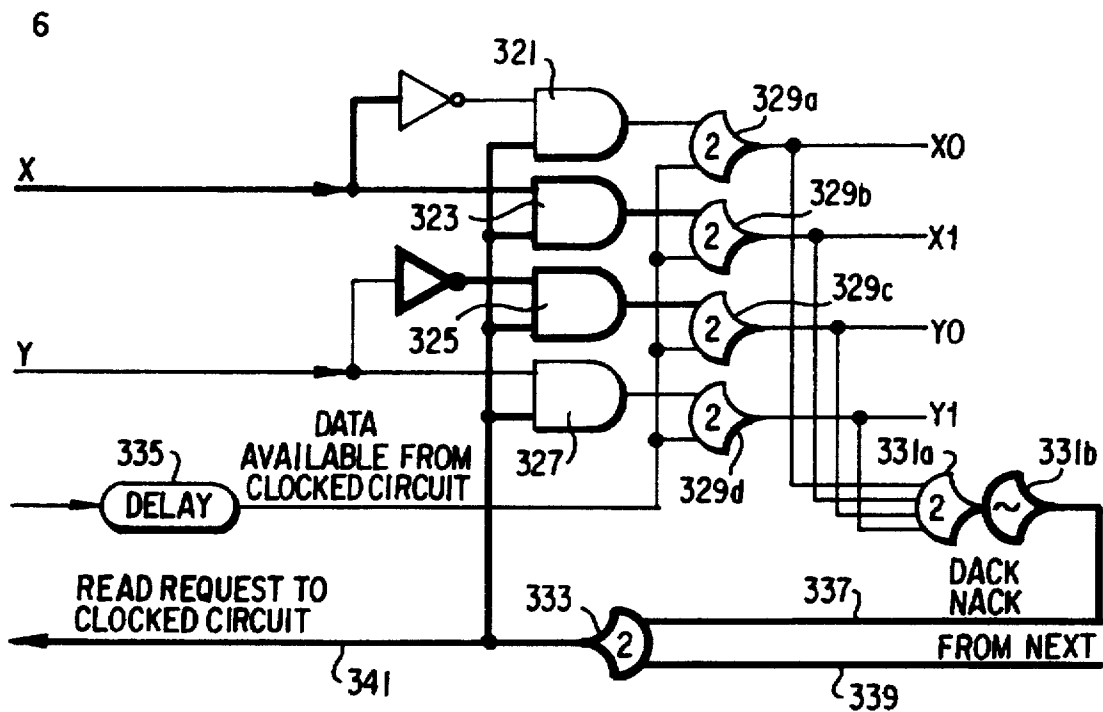 6
321
329a
2
X0
X
323
329b
2
X1
325
329c
2
Y0
Y
327
329d
2
Y1
335
DELAY
DATA
AVAILABLE FROM
CLOCKED CIRCUIT
331a
331b
2
~
DACK
NACK
READ REQUEST TO
CLOCKED CIRCUIT
333
2
337
FROM NEXT
341
339